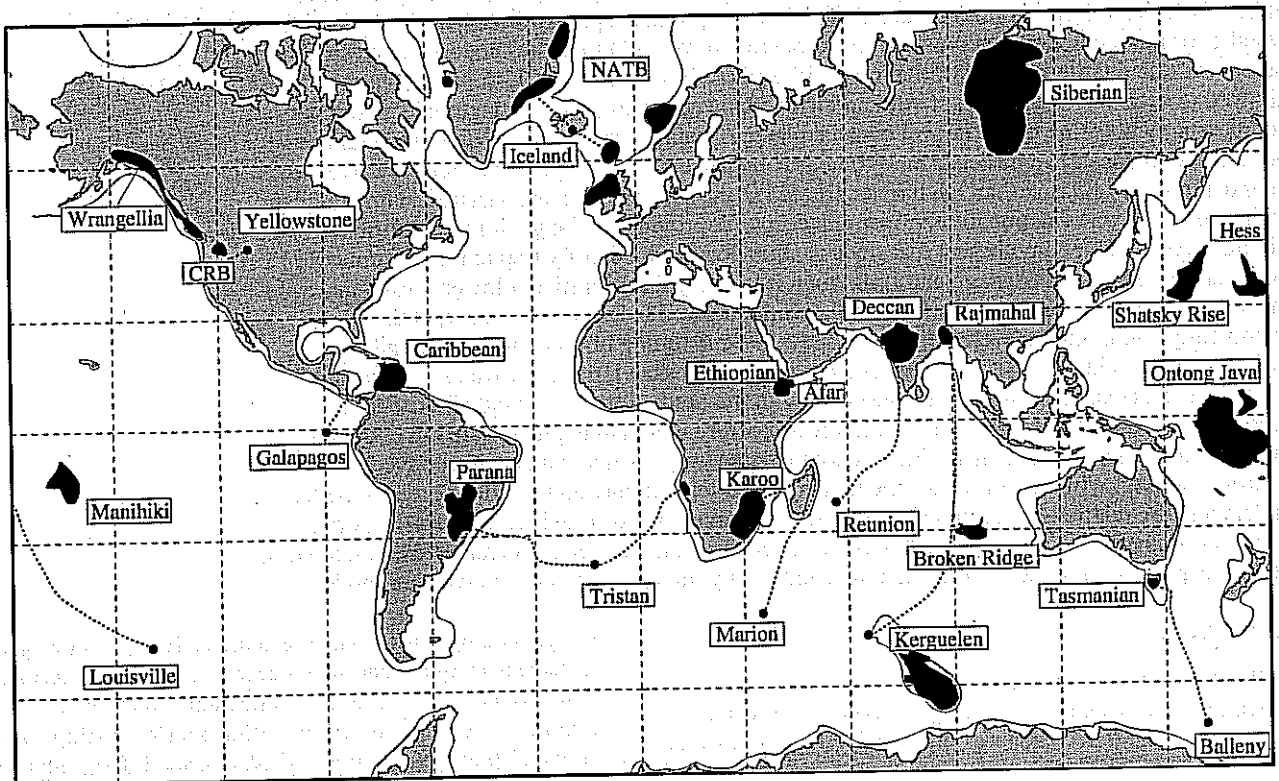 NATB
Siberian
Iceland
Wrangellia
Yellowstone
Hess
CRB
Deccan
Rajmahal
Shatsky Rise
Caribbean
Ethiopian
Ontong Java
Afar
Galapagos
Parana
Karoo
Manihiki
Reunion
Broken Ridge
Tristan
Tasmanian
Marion
Kerguelen
Louisville
Balleny